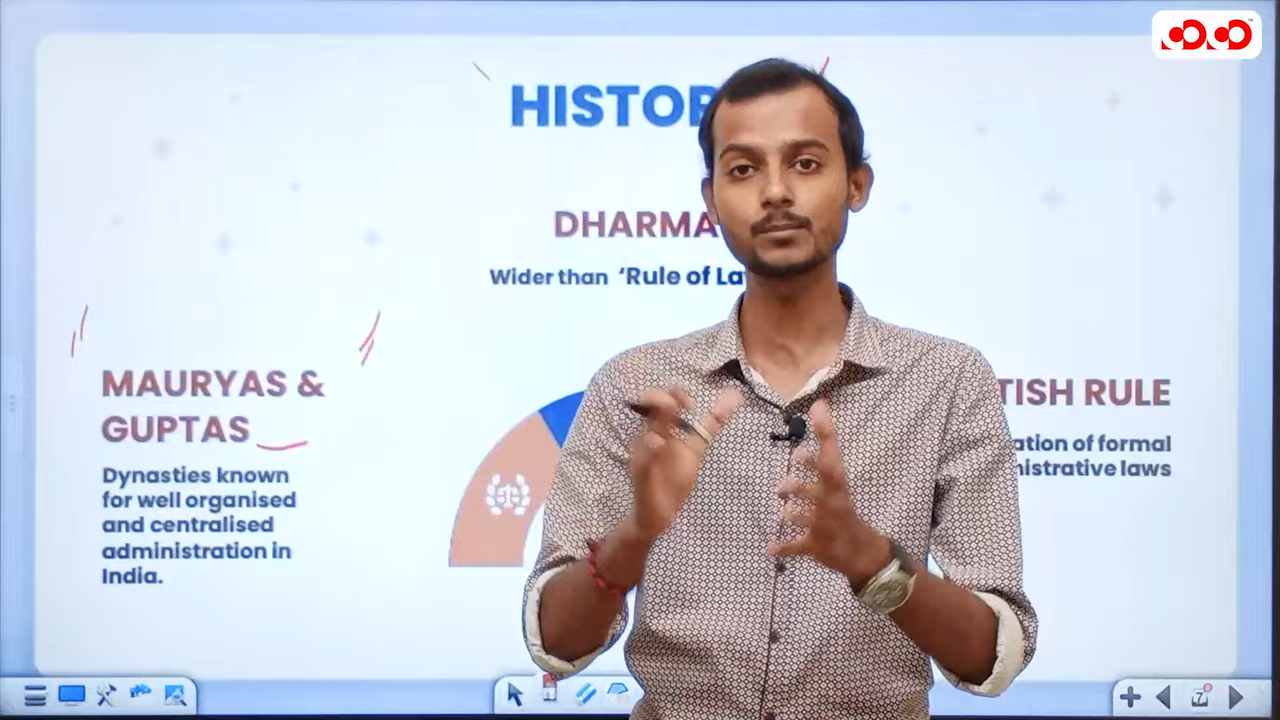 HISTOR
DHARMA
Wider than ‘Rule of La
MAURYAS &
GUPTAS
Dynasties known
for well organised
and centralised
administration in
India.
TISH RULE
ation of formal
nistrative laws
7